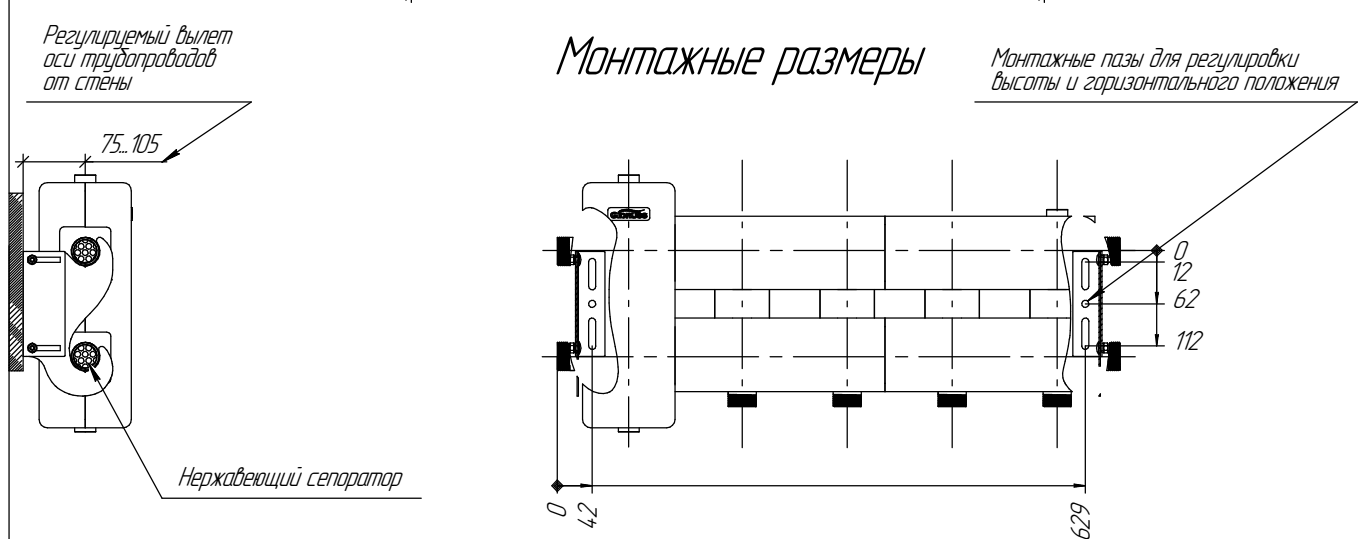 Регулируемый вылет
оси трубопроводов
от стены
Монтажные размеры
Монтажные пазы для регулировки
высоты и горизонтального положения
75...105
0
12
62
112
Нержавеющий сепоратор
0
42
629